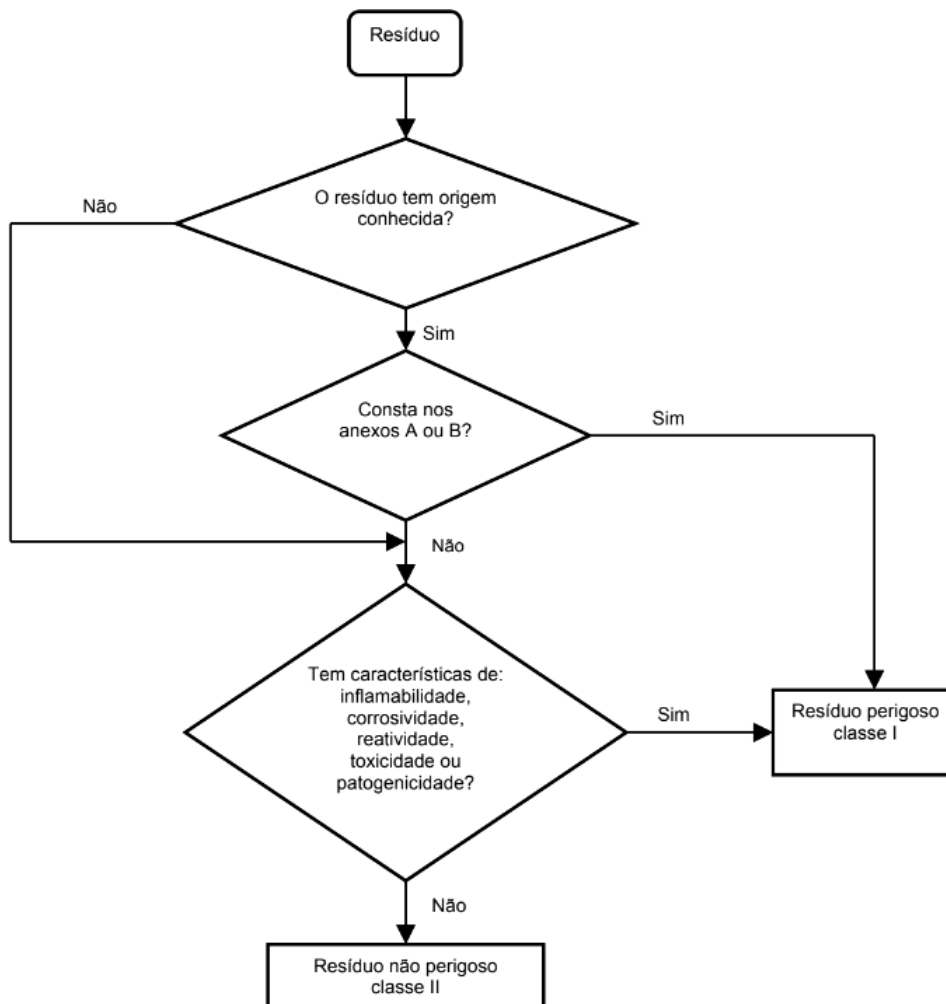 Resíduo
O resíduo tem origem
conhecida?
Não
Sim
Consta nos
anexos A ou B?
Sim
Não
Tem características de:
inflamabilidade,
corrosividade,
reatividade,
toxicidade ou
patogenicidade?
Sim
Resíduo perigoso
classe I
Não
Resíduo não perigoso
classe II